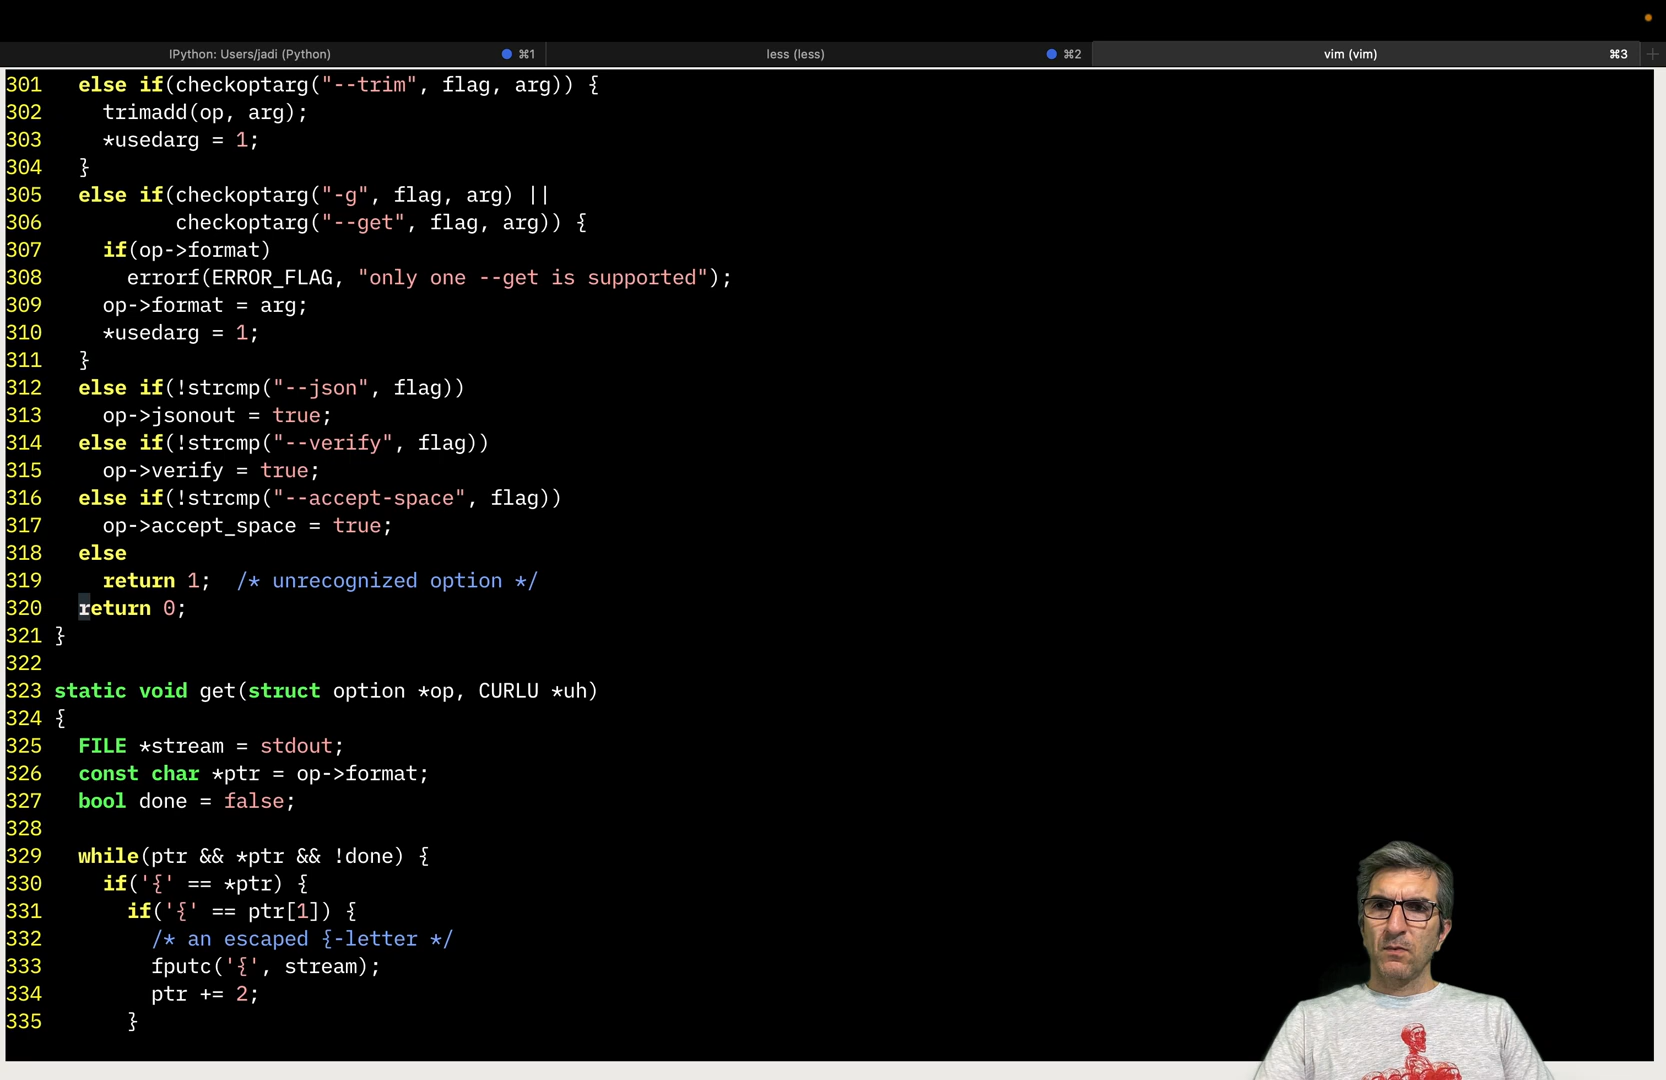 IPython: Users/jadi (Python) ⌘1 less (less) ⌘2 vim (vim) ⌘3 +
301   else if(checkoptarg("--trim", flag, arg)) {
302     trimadd(op, arg);
303     *usedarg = 1;
304   }
305   else if(checkoptarg("-g", flag, arg) ||
306           checkoptarg("--get", flag, arg)) {
307     if(op->format)
308       errorf(ERROR_FLAG, "only one --get is supported");
309     op->format = arg;
310     *usedarg = 1;
311   }
312   else if(!strcmp("--json", flag))
313     op->jsonout = true;
314   else if(!strcmp("--verify", flag))
315     op->verify = true;
316   else if(!strcmp("--accept-space", flag))
317     op->accept_space = true;
318   else
319     return 1;  /* unrecognized option */
320   return 0;
321 }
322
323 static void get(struct option *op, CURLU *uh)
324 {
325   FILE *stream = stdout;
326   const char *ptr = op->format;
327   bool done = false;
328
329   while(ptr && *ptr && !done) {
330     if('{' == *ptr) {
331       if('{' == ptr[1]) {
332         /* an escaped {-letter */
333         fputc('{', stream);
334         ptr += 2;
335       }